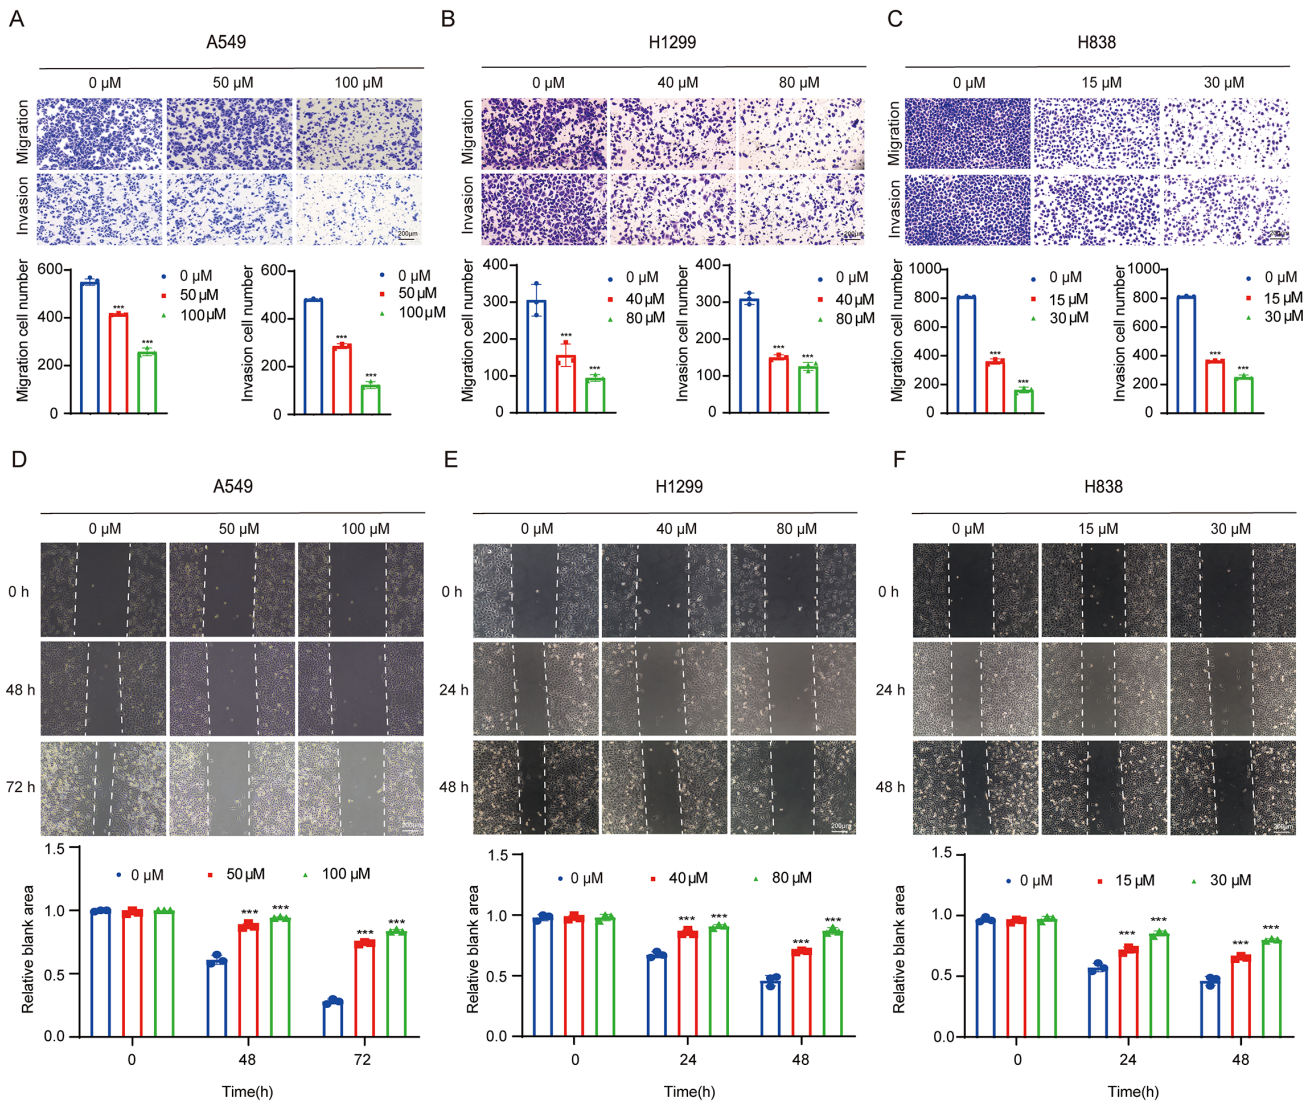 A
B
C
A549
H1299
H838
0 µM 50 µM 100 µM
0 µM 40 µM 80 µM
0 µM 15 µM 30 µM
Migration
Invasion
200µm
Migration
Invasion
Migration
Invasion
Migration cell number
600
400
200
0
***
***
0 µM
50 µM
100 µM
Invasion cell number
600
400
200
0
***
***
0 µM
50 µM
100 µM
Migration cell number
400
300
200
100
0
***
***
0 µM
40 µM
80 µM
Invasion cell number
400
300
200
100
0
***
***
0 µM
40 µM
80 µM
Migration cell number
1000
800
600
400
200
0
***
***
0 µM
15 µM
30 µM
Invasion cell number
1000
800
600
400
200
0
***
***
0 µM
15 µM
30 µM
D
E
F
A549
H1299
H838
0 µM 50 µM 100 µM
0 µM 40 µM 80 µM
0 µM 15 µM 30 µM
0 h
48 h
72 h
0 h
24 h
48 h
200µm
0 h
24 h
48 h
Relative blank area
1.5
1.0
0.5
0.0
0 µM 50 µM 100 µM
*** ***
*** ***
0 48 72
Time(h)
Relative blank area
1.5
1.0
0.5
0.0
0 µM 40 µM 80 µM
*** ***
*** ***
0 24 48
Time(h)
Relative blank area
1.5
1.0
0.5
0.0
0 µM 15 µM 30 µM
*** ***
*** ***
0 24 48
Time(h)